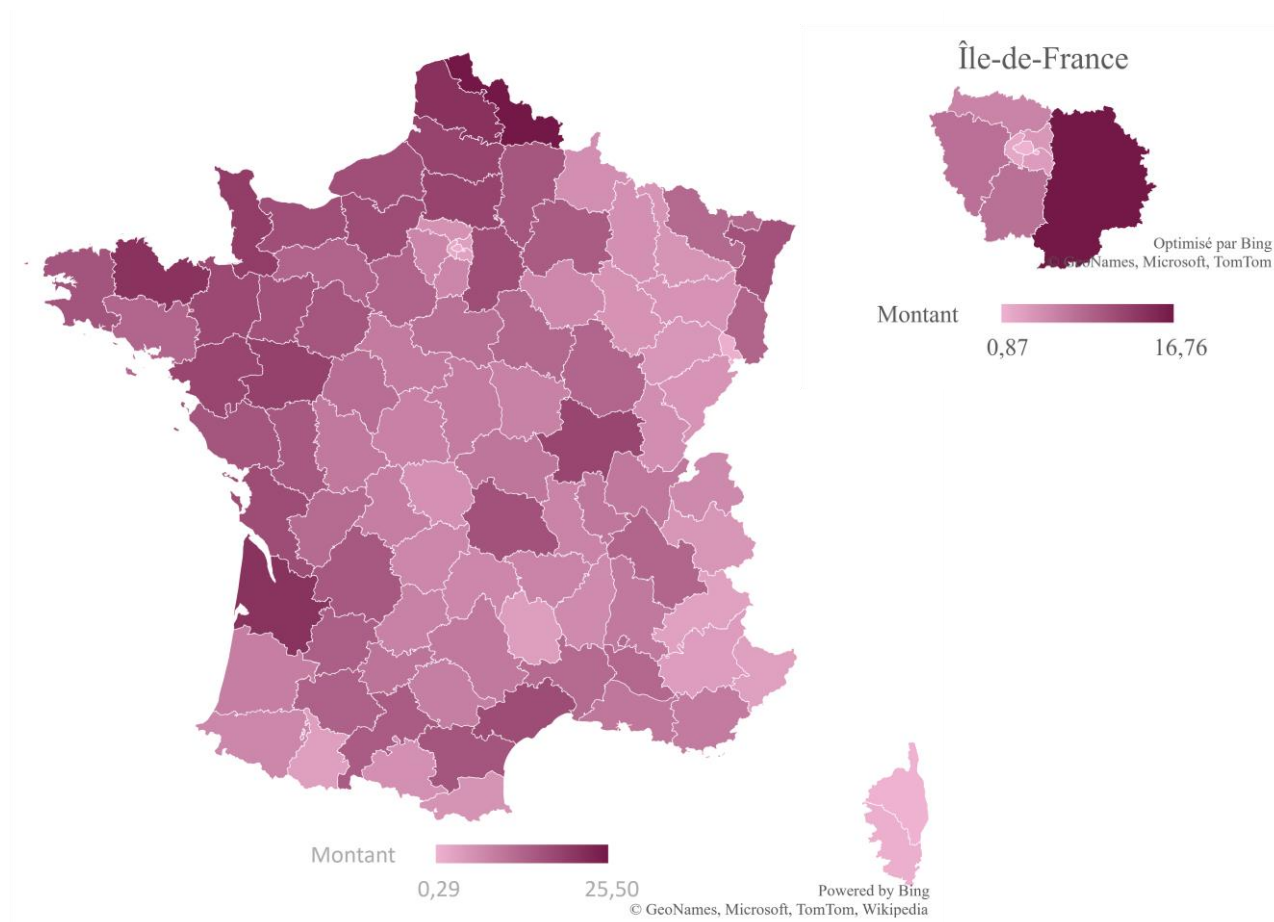 Île-de-France
Optimisé par Bing
© GeoNames, Microsoft, TomTom
Montant
0,87 16,76
Montant
0,29 25,50
Powered by Bing
© GeoNames, Microsoft, TomTom, Wikipedia